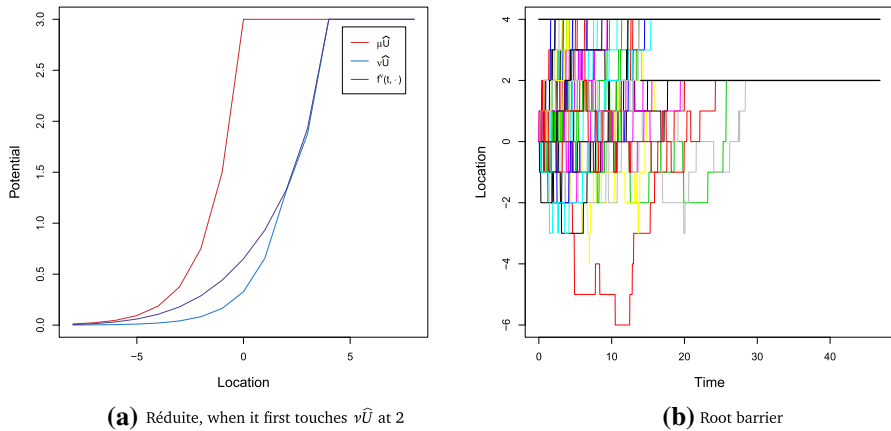 3.0
2.5
2.0
1.5
1.0
0.5
0.0
Potential
−5
0
5
Location
μÛ
νÛ
fᵛ(t, ·)
4
2
0
−2
−4
−6
Location
0
10
20
30
40
Time
(a) Réduite, when it first touches νÛ at 2
(b) Root barrier